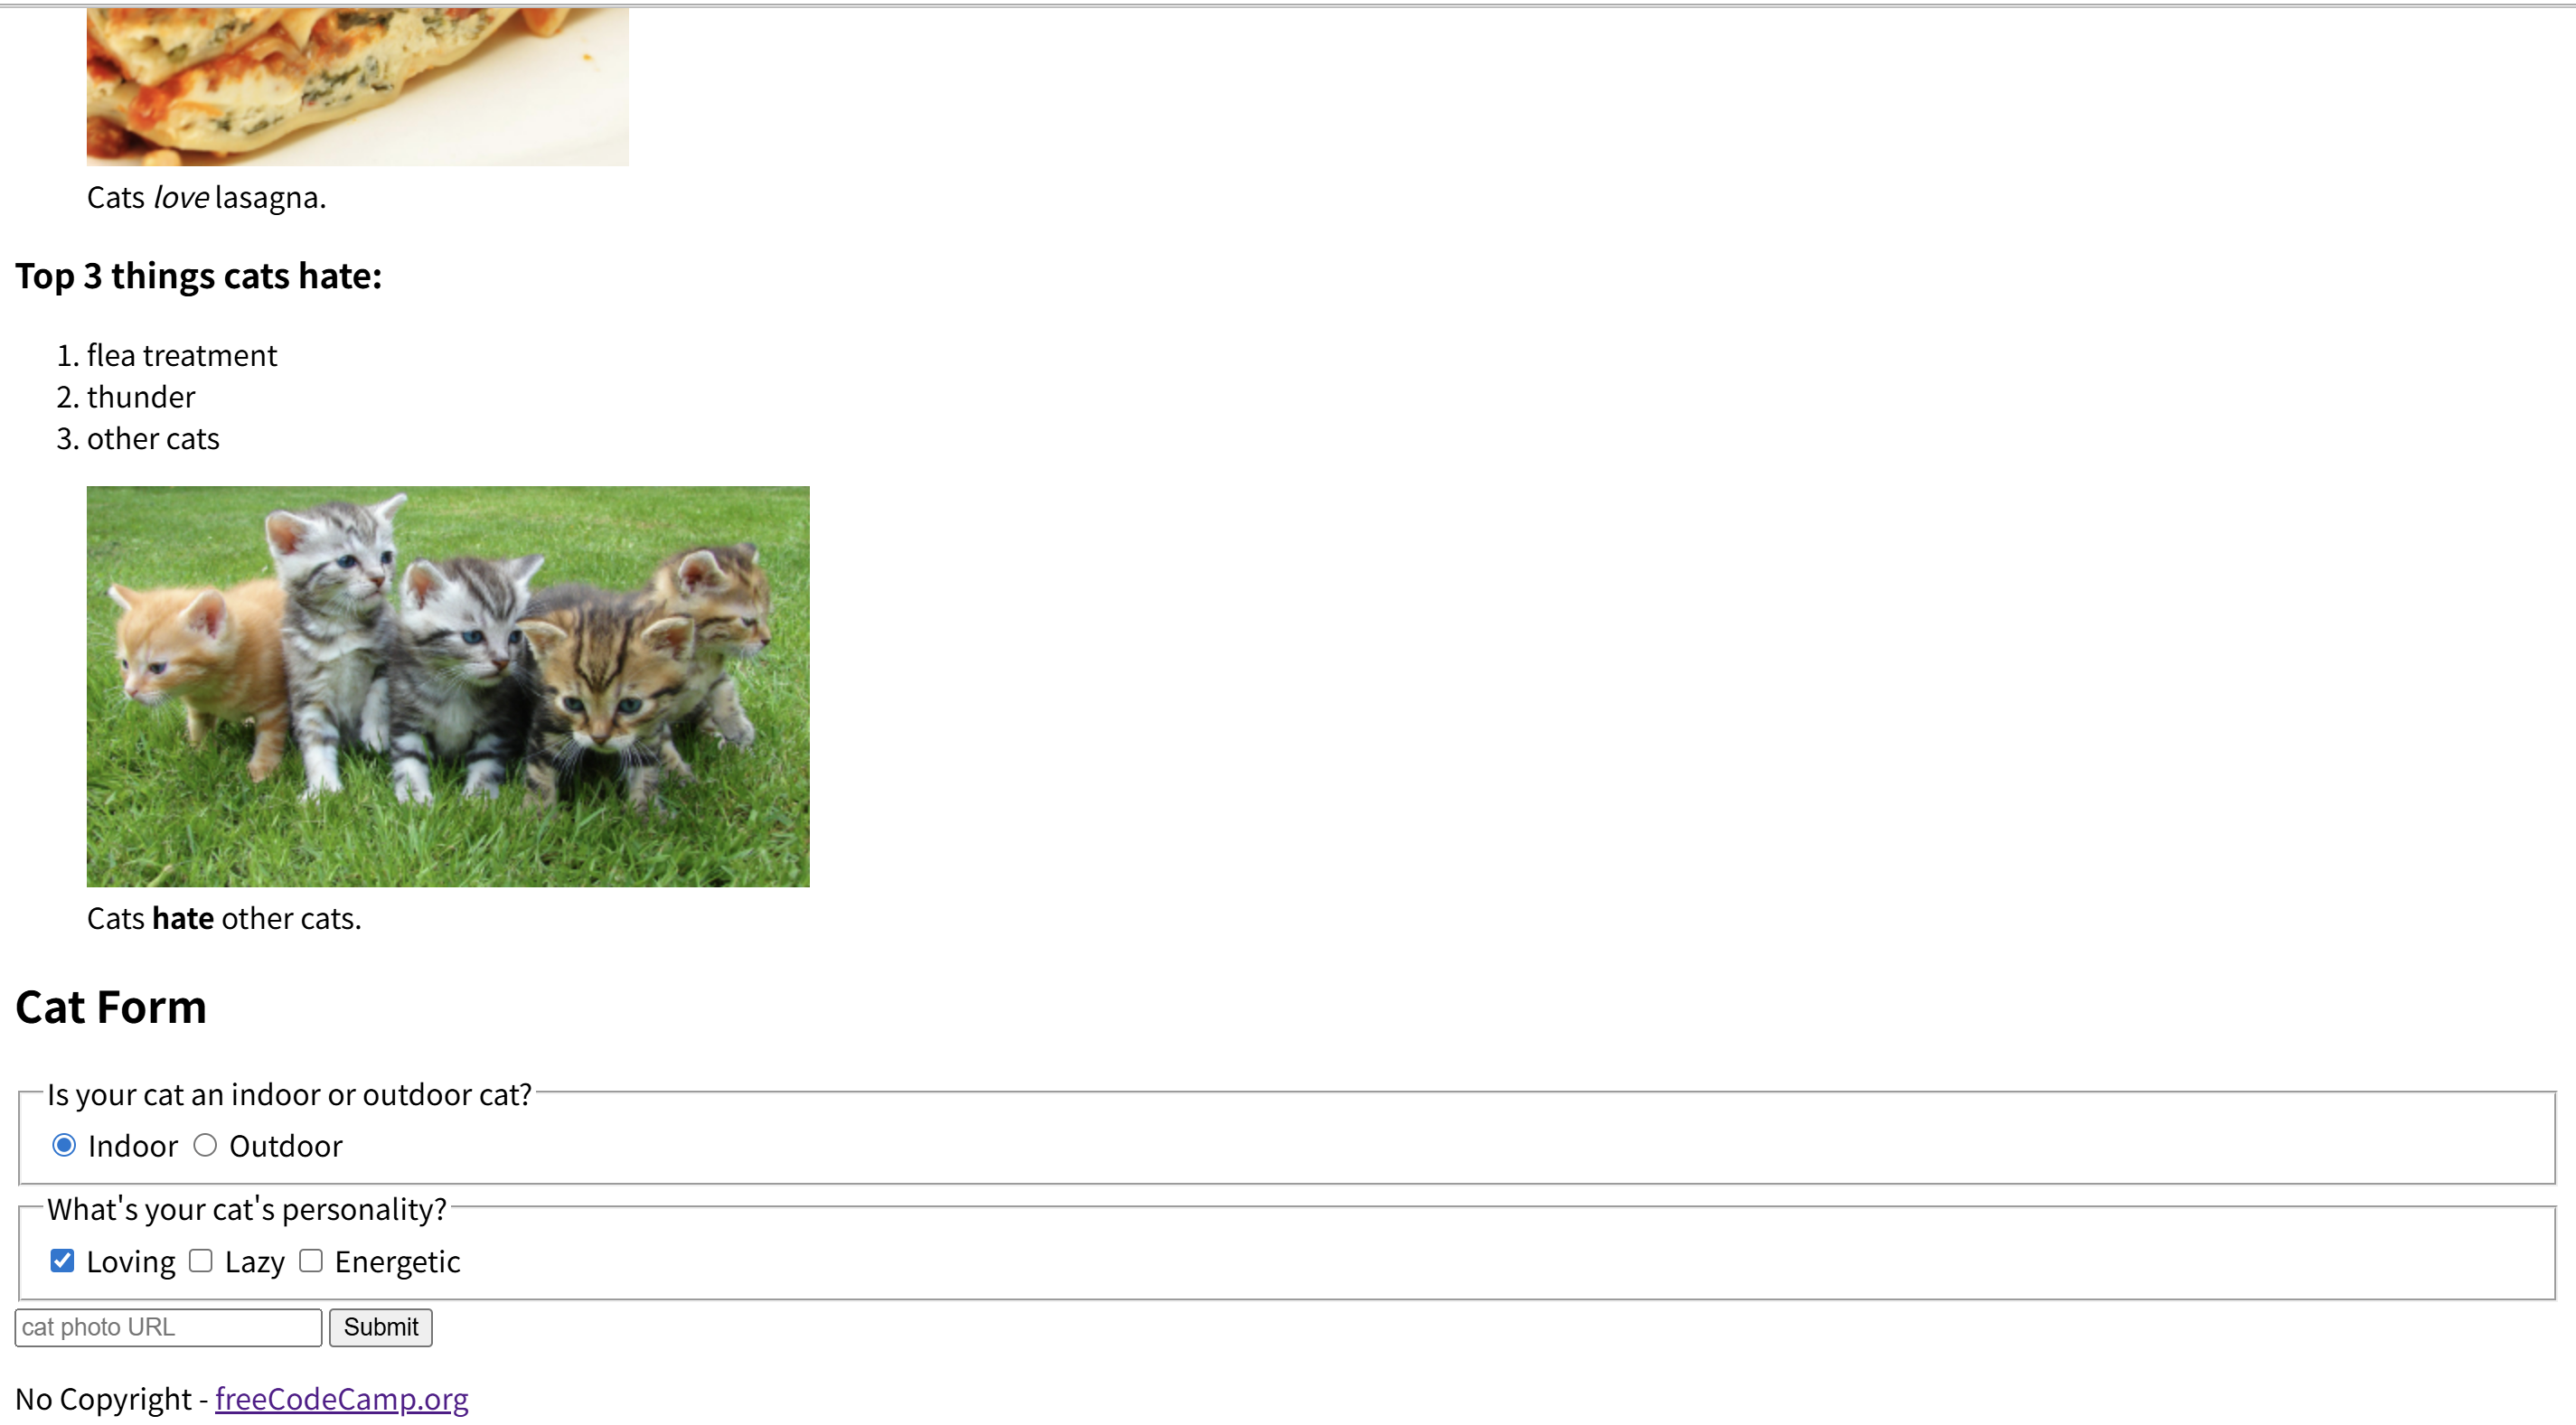 Cats love lasagna.
Top 3 things cats hate:
1. flea treatment
2. thunder
3. other cats
Cats hate other cats.
Cat Form
Is your cat an indoor or outdoor cat?
Indoor Outdoor
What's your cat's personality?
Loving Lazy Energetic
cat photo URL Submit
No Copyright - freeCodeCamp.org